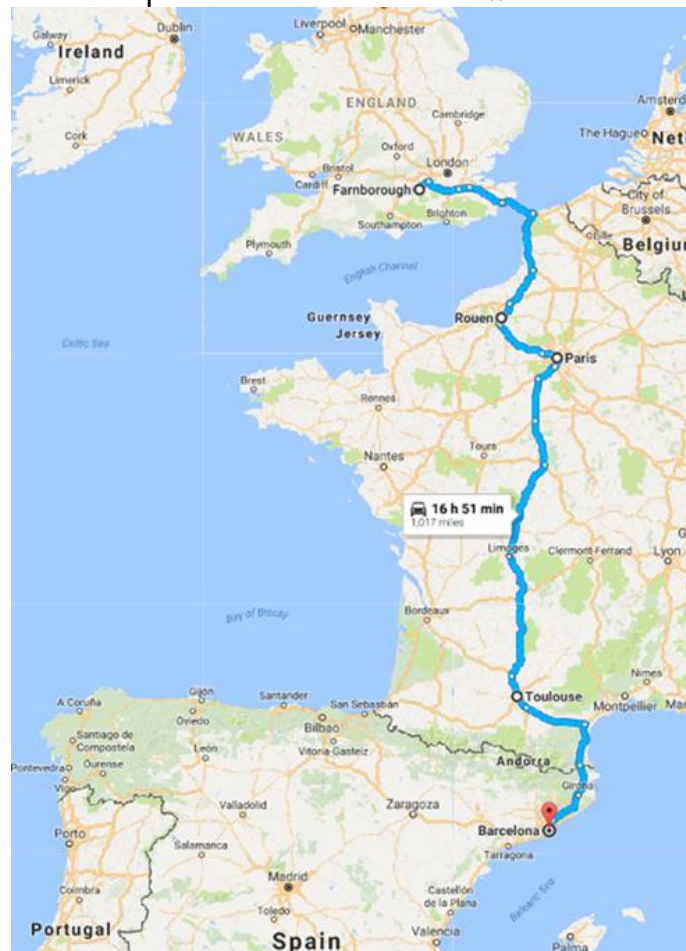 Liverpool
Manchester
Galway
Dublin
Ireland
Limerick
ENGLAND
Cambridge
Amsterd
Cork
WALES
The Hague
Net
Oxford
London
Bristol
Cardiff
Farnborough
City of
Brussels
Southampton
Brighton
Lille
Belgium
Plymouth
English Channel
Guernsey
Jersey
Rouen
Celtic Sea
Paris
Brest
Rennes
Nantes
Tours
16 h 51 min
1,017 miles
Limoges
Clermont-Ferrand
Lyon
G
Bay of Biscay
Bordeaux
Toulouse
Nimes
Montpellier
Mar
A Coruña
Gijón
Santander
San Sebastian
Oviedo
Bilbao
Santiago de
Compostela
León
Vitoria-Gasteiz
Andorra
Pontevedra
Ourense
Vigo
Girona
Valladolid
Zaragoza
Barcelona
Porto
Salamanca
Tarragona
Madrid
Coimbra
Toledo
Castellón
de la Plana
Balearic Sea
Portugal
Spain
Valencia
Palma